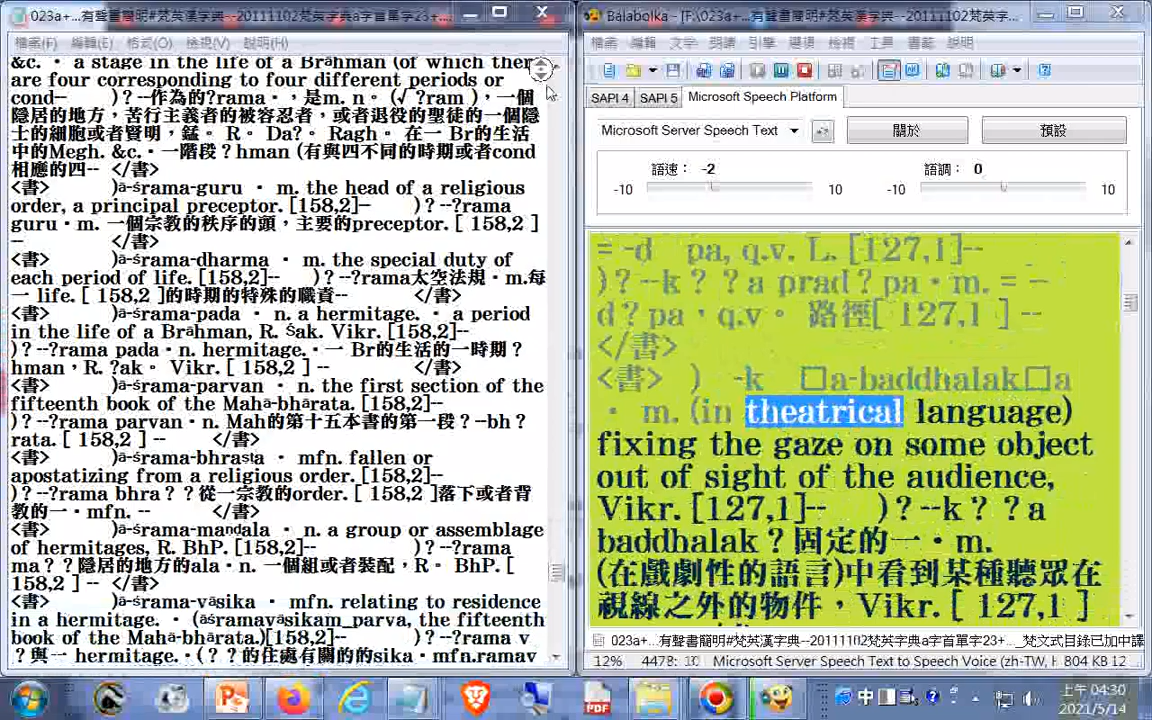 023a+...有聲書簡明#梵英漢字典--20111102梵英字典a字首單字23+...
檔案(F) 編輯(E) 格式(O) 檢視(V) 說明(H)
&c. · a stage in the life of a Brāhman (of which there
are four corresponding to four different periods or
cond-- )?--作為的?rama·，是m. n。(√?ram )，一個
隱居的地方，苦行主義者的被容忍者，或者退役的聖徒的一個隱
士的細胞或者賢明，錳。R。Da?。Ragh。在一 Br的生活
中的Megh. &c.·一階段？hman (有與四不同的時期或者cond
相應的四-- </書>
<書> )ā-śrama-guru · m. the head of a religious
order, a principal preceptor. [158,2]-- )?--?rama
guru·m. 一個宗教的秩序的頭，主要的preceptor. [ 158,2 ]
-- </書>
<書> )ā-śrama-dharma · m. the special duty of
each period of life. [158,2]-- )?--?rama太空法規·m.每
一 life. [ 158,2 ]的時期的特殊的職責-- </書>
<書> )ā-śrama-pada · n. a hermitage. · a period
in the life of a Brāhman, R. Śak. Vikr. [158,2]--
)?--?rama pada·n. hermitage.·一 Br的生活的一時期？
hman，R. ?ak。 Vikr. [ 158,2 ] -- </書>
<書> )ā-śrama-parvan · n. the first section of the
fifteenth book of the Mahā-bhārata. [158,2]--
)?--?rama parvan·n. Mah的第十五本書的第一段？-bh？
rata. [ 158,2 ] -- </書>
<書> )ā-śrama-bhraṣṭa · mfn. fallen or
apostatizing from a religious order. [158,2]--
)?--?rama bhra？？從一宗教的order. [ 158,2 ]落下或者背
教的一·mfn. -- </書>
<書> )ā-śrama-maṇḍala · n. a group or assemblage
of hermitages, R. BhP. [158,2]-- )?--?rama
ma？？隱居的地方的ala·n. 一個組或者裝配，R。 BhP. [
158,2 ] -- </書>
<書> )ā-śrama-vāsika · mfn. relating to residence
in a hermitage. · (āśramavāsikaṃ_parva, the fifteenth
book of the Mahā-bhārata.)[158,2]-- )?--?rama v
？與一 hermitage.·(？？的住處有關的的sika·mfn.ramav
Balabolka - [F:\023a+...有聲書簡明#梵英漢字典--20111102梵英字...
檔案 編輯 文字 朗讀 引擎 選項 檢視 工具 書籤 說明
SAPI 4 SAPI 5 Microsoft Speech Platform
Microsoft Server Speech Text 關於 預設
語速： -2 語調： 0
-10 10 -10 10
= -d pa, q.v. L. [127,1]--
)?--k？？a prad？pa·m. = --
d？pa，q.v。 路徑[ 127,1 ] --
</書>
<書> ) -k □a-baddhalak□a
· m. (in theatrical language)
fixing the gaze on some object
out of sight of the audience,
Vikr. [127,1]-- )?--k？？a
baddhalak？固定的一·m.
(在戲劇性的語言)中看到某種聽眾在
視線之外的物件，Vikr. [ 127,1 ]
023a+...有聲書簡明#梵英漢字典--20111102梵英字典a字首單字23+..._梵文式目錄已加中譯
12% 4478: Microsoft Server Speech Text to Speech Voice (zh-TW, H 804 KB 12
中
上午 04:30
2021/5/14